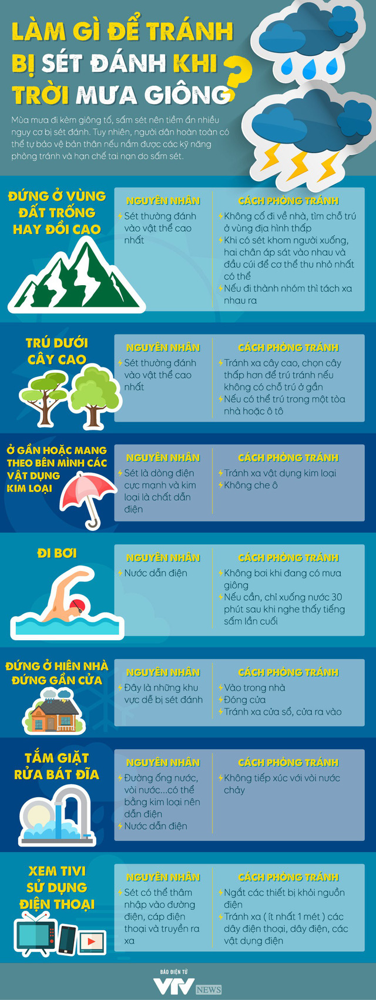 LÀM GÌ ĐỂ TRÁNH
BỊ SÉT ĐÁNH KHI
TRỜI MƯA GIÔNG?
Mùa mưa đi kèm giông tố, sấm sét nên tiềm ẩn nhiều
nguy cơ bị sét đánh. Tuy nhiên, người dân hoàn toàn có
thể tự bảo vệ bản thân nếu nắm được các kỹ năng
phòng tránh và hạn chế tai nạn do sấm sét.
ĐỨNG Ở VÙNG
ĐẤT TRỐNG
HAY ĐỒI CAO
NGUYÊN NHÂN
Sét thường đánh
vào vật thể cao
nhất
CÁCH PHÒNG TRÁNH
Không cố đi về nhà, tìm chỗ trú
ở vùng địa hình thấp
Khi có sét khom người xuống,
hai chân áp sát vào nhau và
đầu cúi để cơ thể thu nhỏ nhất
có thể
Nếu đi thành nhóm thì tách xa
nhau ra
TRÚ DƯỚI
CÂY CAO
NGUYÊN NHÂN
Sét thường đánh
vào vật thể cao
nhất
CÁCH PHÒNG TRÁNH
Tránh xa cây cao, chọn cây
thấp hơn để trú tránh nếu
không có chỗ trú ở gần
Nếu có thể trú trong một tòa
nhà hoặc ô tô
Ở GẦN HOẶC MANG
THEO BÊN MÌNH CÁC
VẬT DỤNG
KIM LOẠI
NGUYÊN NHÂN
Sét là dòng điện
cực mạnh và kim
loại là chất dẫn
điện
CÁCH PHÒNG TRÁNH
Tránh xa vật dụng kim loại
Không che ô
ĐI BƠI
NGUYÊN NHÂN
Nước dẫn điện
CÁCH PHÒNG TRÁNH
Không bơi khi đang có mưa
giông
Nếu cần, chỉ xuống nước 30
phút sau khi nghe thấy tiếng
sấm lần cuối
ĐỨNG Ở HIÊN NHÀ
ĐỨNG GẦN CỬA
NGUYÊN NHÂN
Đây là những khu
vực dễ bị sét đánh
CÁCH PHÒNG TRÁNH
Vào trong nhà
Đóng cửa
Tránh xa cửa sổ, cửa ra vào
TẮM GIẶT
RỬA BÁT ĐĨA
NGUYÊN NHÂN
Đường ống nước,
vòi nước...có thể
bằng kim loại nên
dẫn điện
Nước dẫn điện
CÁCH PHÒNG TRÁNH
Không tiếp xúc với vòi nước
chảy
XEM TIVI
SỬ DỤNG
ĐIỆN THOẠI
NGUYÊN NHÂN
Sét có thể thâm
nhập vào đường
điện, cáp điện
thoại và truyền ra
xa
CÁCH PHÒNG TRÁNH
Ngắt các thiết bị khỏi nguồn
điện
Tránh xa ( ít nhất 1 mét ) các
dây điện thoại, dây điện, các
vật dụng điện
BÁO ĐIỆN TỬ
VTV NEWS